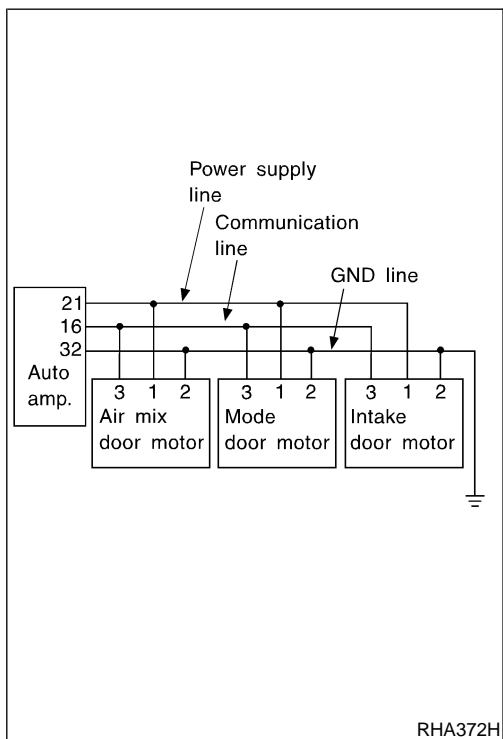 Power supply
line
Communication
line
GND line
21
16
32
Auto
amp.
3 1 2
Air mix
door motor
3 1 2
Mode
door motor
3 1 2
Intake
door motor
RHA372H